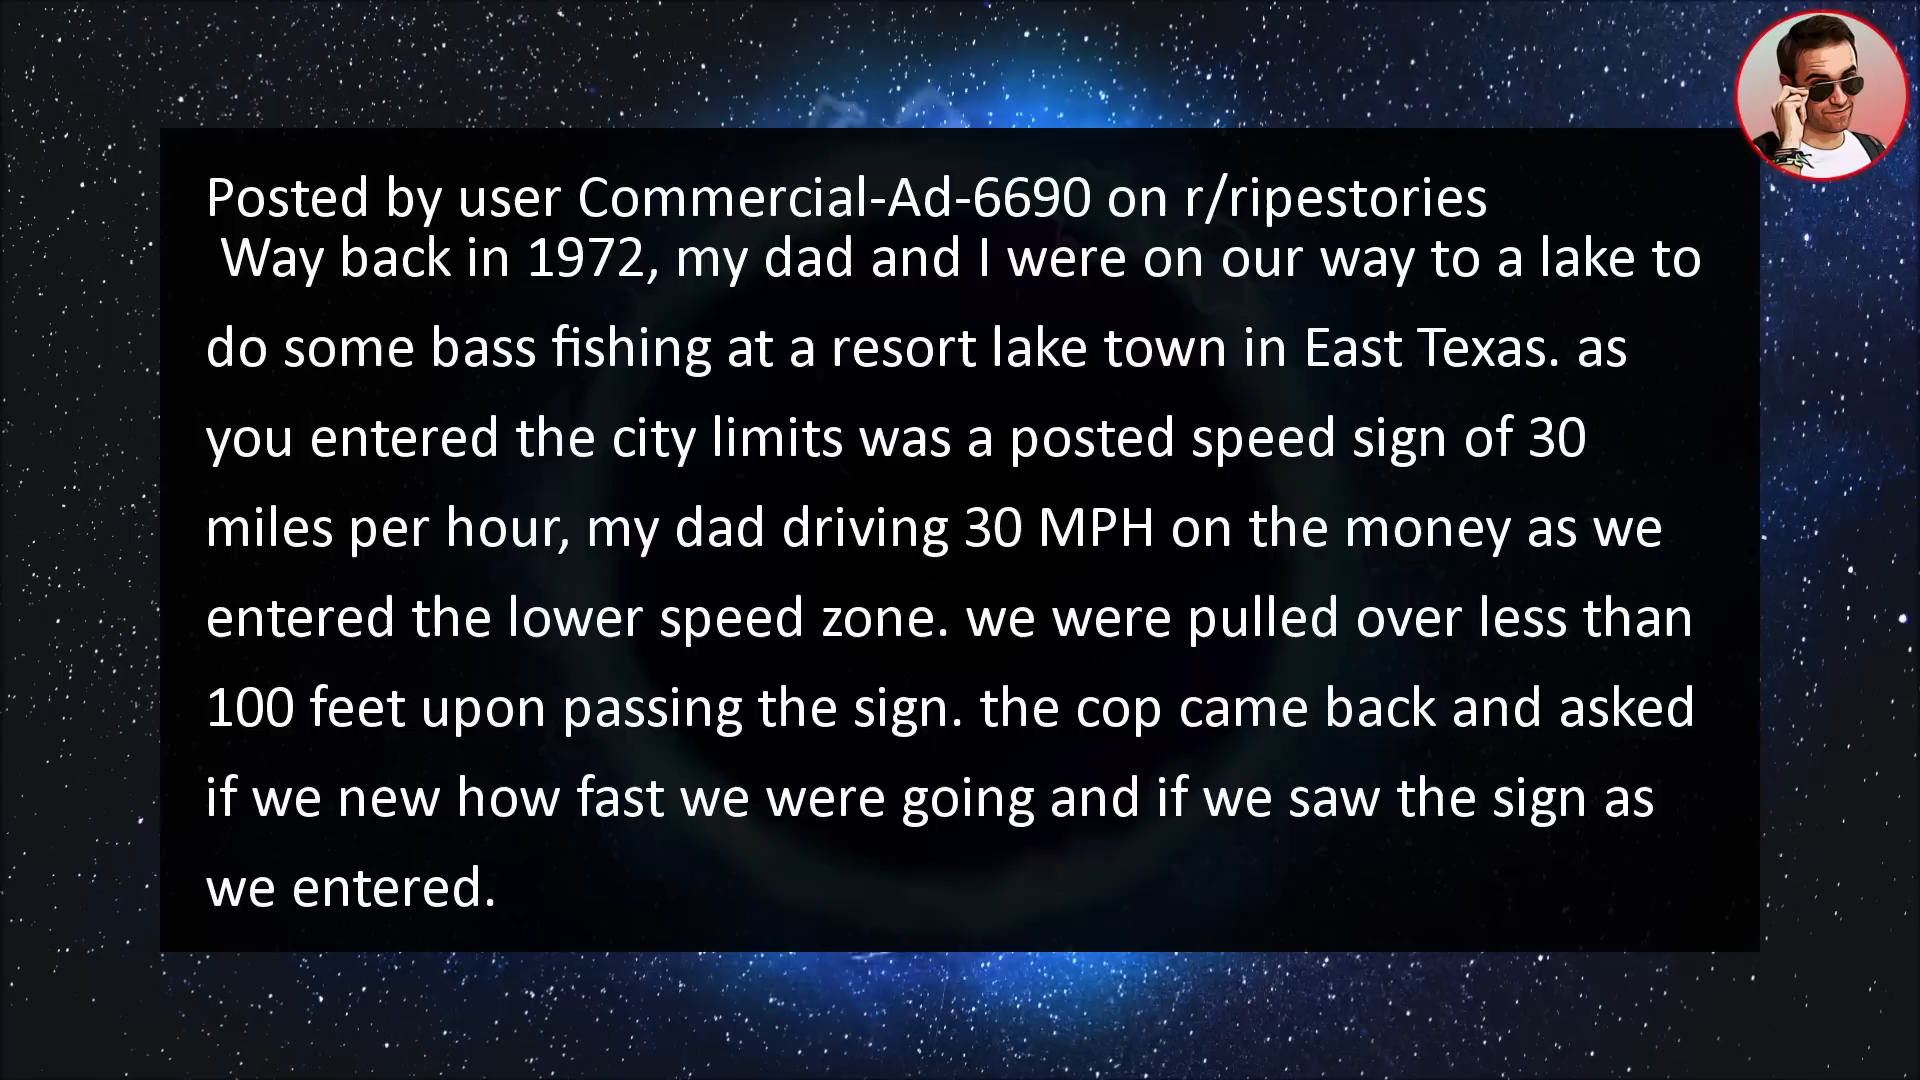 Posted by user Commercial-Ad-6690 on r/ripestories
Way back in 1972, my dad and I were on our way to a lake to
do some bass fishing at a resort lake town in East Texas. as
you entered the city limits was a posted speed sign of 30
miles per hour, my dad driving 30 MPH on the money as we
entered the lower speed zone. we were pulled over less than
100 feet upon passing the sign. the cop came back and asked
if we new how fast we were going and if we saw the sign as
we entered.